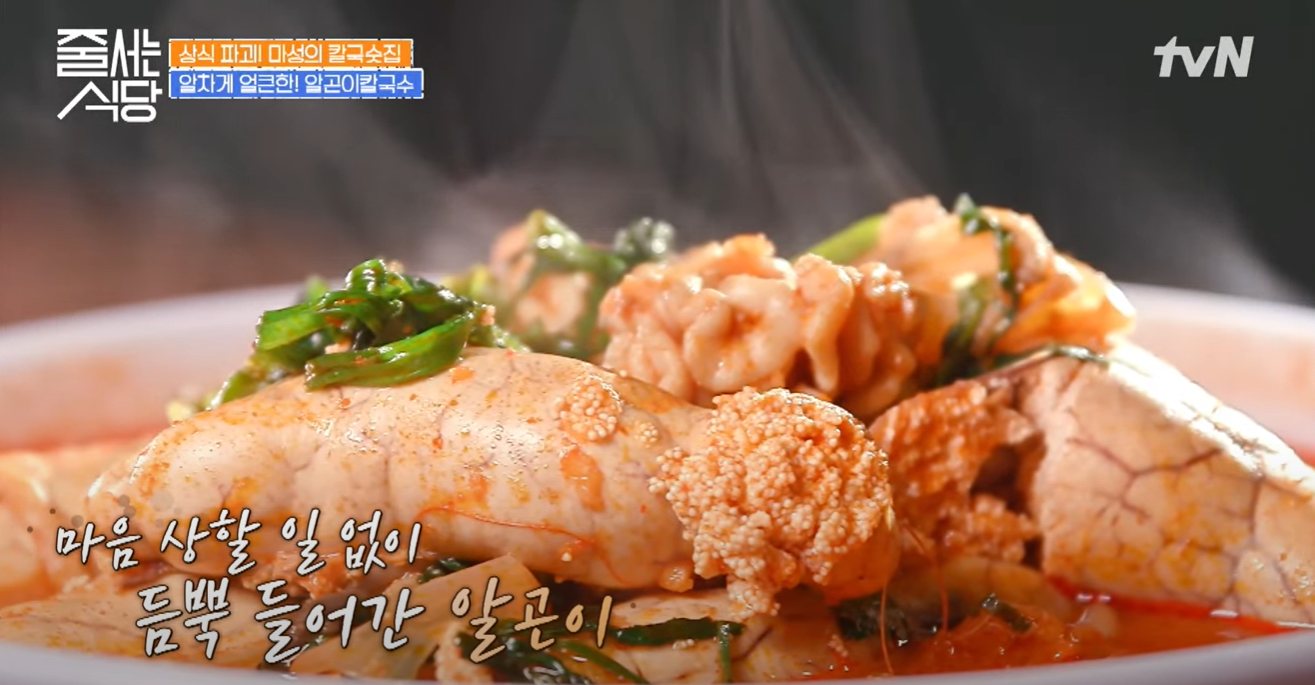 줄서는
식당
상식 파괴! 마성의 칼국숫집
알차게 얼큰한! 알곤이칼국수
tvN
마음 상할 일 없이
듬뿍 들어간 알곤이